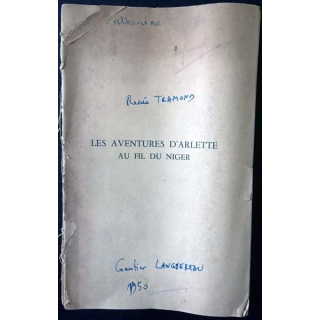 Renée TRAMOND
LES AVENTURES D'ARLETTE
AU FIL DU NIGER
Gautier LANGUEREAU
1950